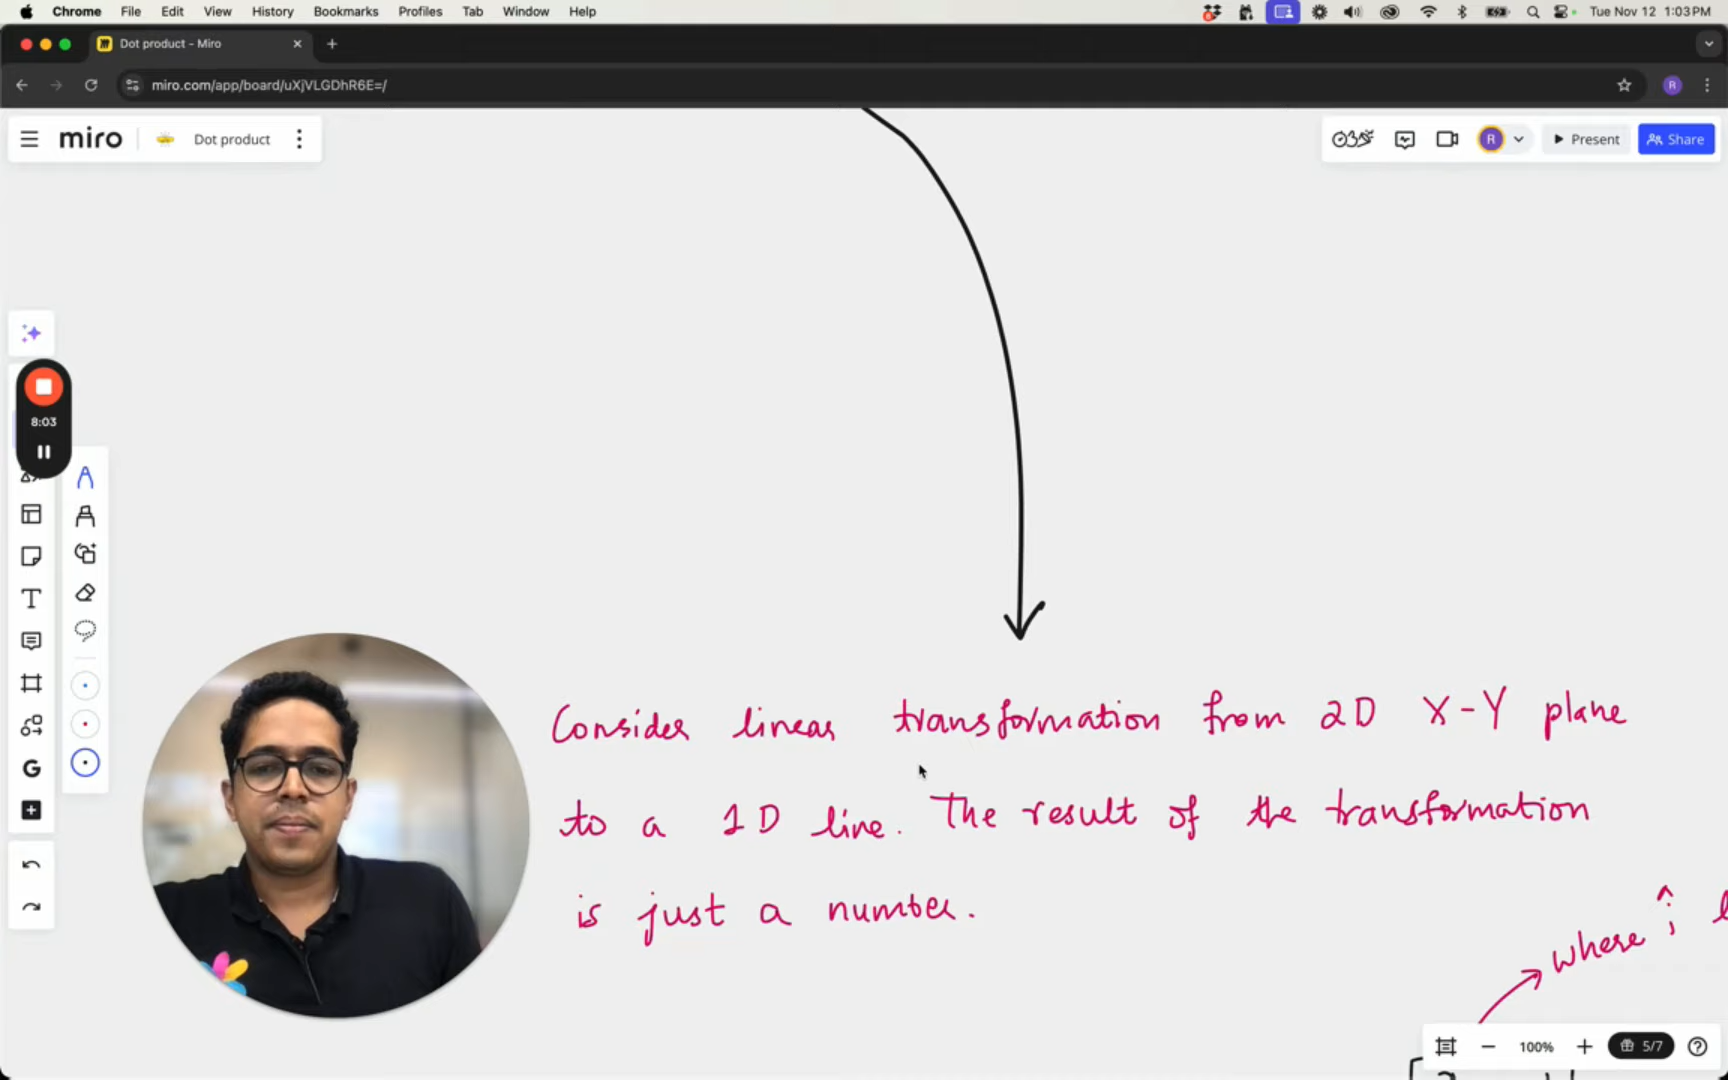 Chrome File Edit View History Bookmarks Profiles Tab Window Help Tue Nov 12 1:03 PM
Dot product - Miro
miro.com/app/board/uXjVLGDhR6E=/ R
miro Dot product R Present Share
8:03
Consider linear transformation from 2D X-Y plane
to a 1D line. The result of the transformation
is just a number.
where î
100% 5/7